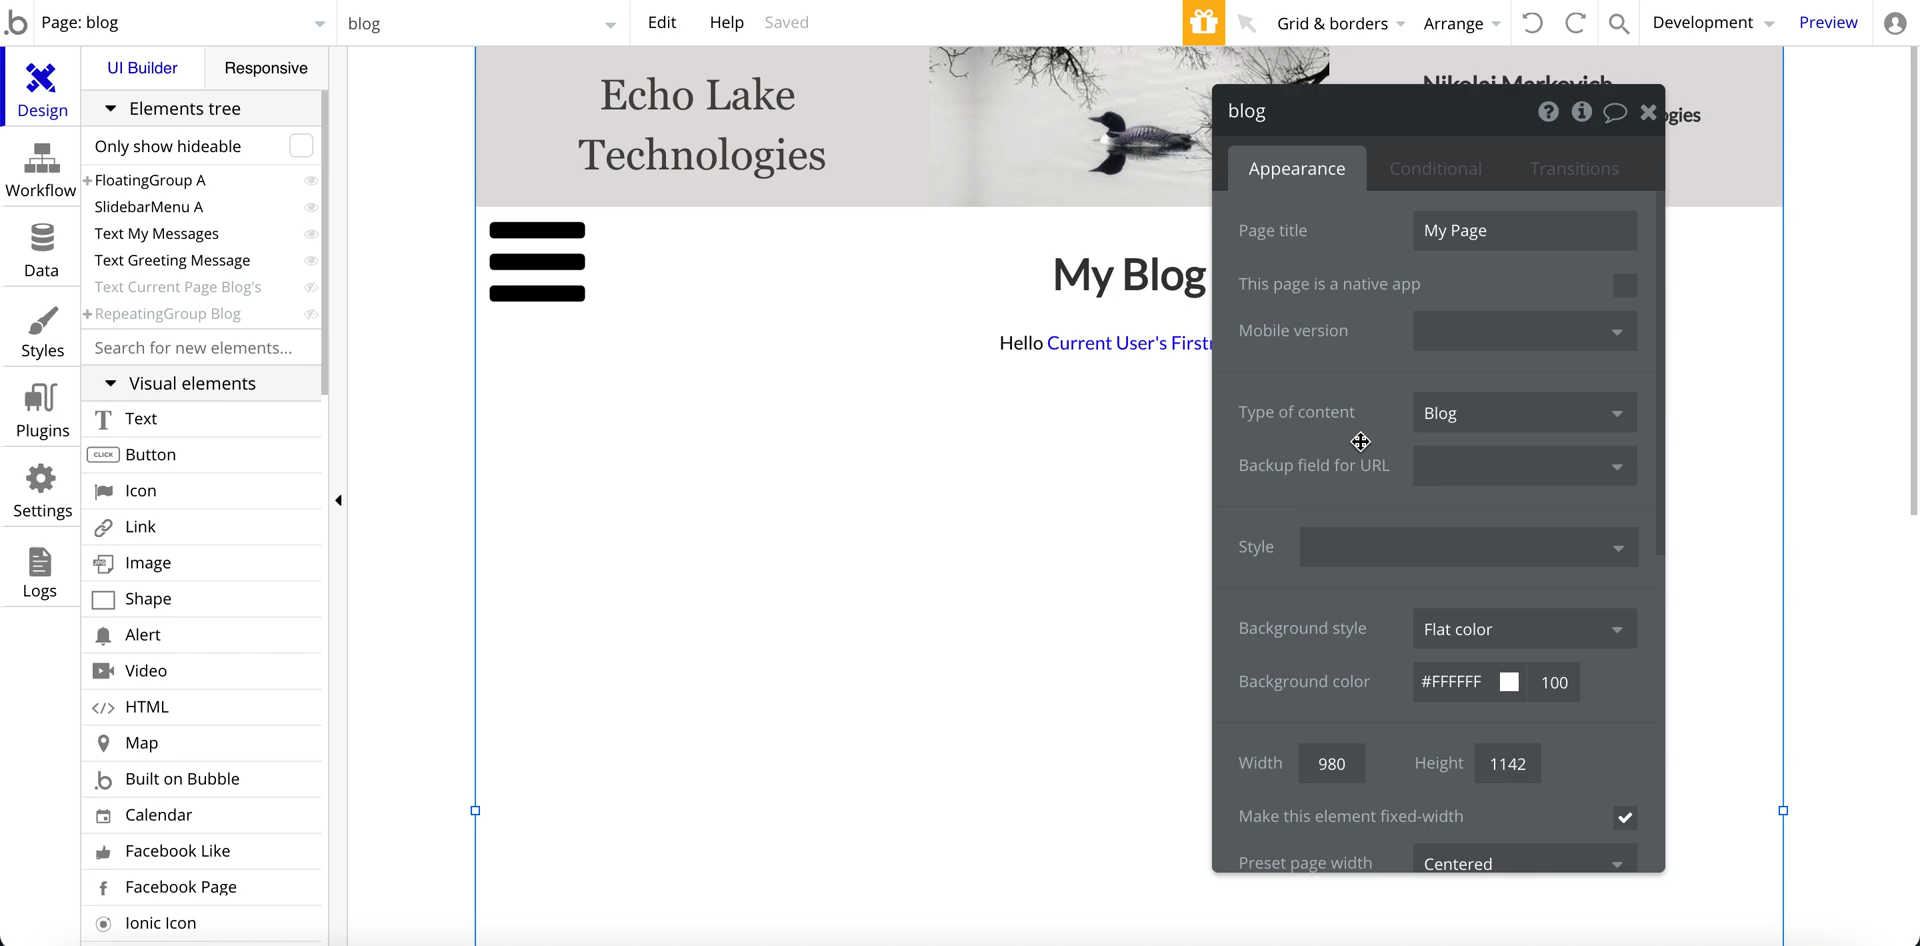 .b
Page: blog
blog
Edit
Help
Saved
Grid & borders
Arrange
Development
Preview
Design
Workflow
Data
Styles
Plugins
Settings
Logs
UI Builder
Responsive
Elements tree
Only show hideable
FloatingGroup A
SlidebarMenu A
Text My Messages
Text Greeting Message
Text Current Page Blog's
RepeatingGroup Blog
Search for new elements...
Visual elements
Text
CLICK
Button
Icon
Link
Image
Shape
Alert
Video
</> HTML
Map
.b Built on Bubble
Calendar
Facebook Like
f Facebook Page
Ionic Icon
Echo Lake
Technologies
My Blog
Hello Current User's First
blog
Appearance
Conditional
Transitions
Page title
My Page
This page is a native app
Mobile version
Type of content
Blog
Backup field for URL
Style
Background style
Flat color
Background color
#FFFFFF
100
Width
980
Height
1142
Make this element fixed-width
Preset page width
Centered